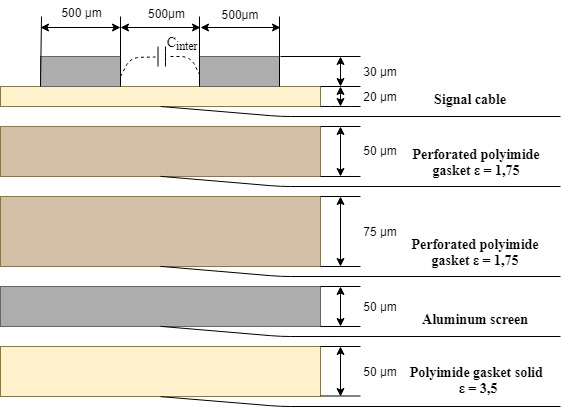 500 μm
500μm
500μm
Cinter
30 μm
20 μm
Signal cable
50 μm
Perforated polyimide
gasket ε = 1,75
75 μm
Perforated polyimide
gasket ε = 1,75
50 μm
Aluminum screen
50 μm
Polyimide gasket solid
ε = 3,5